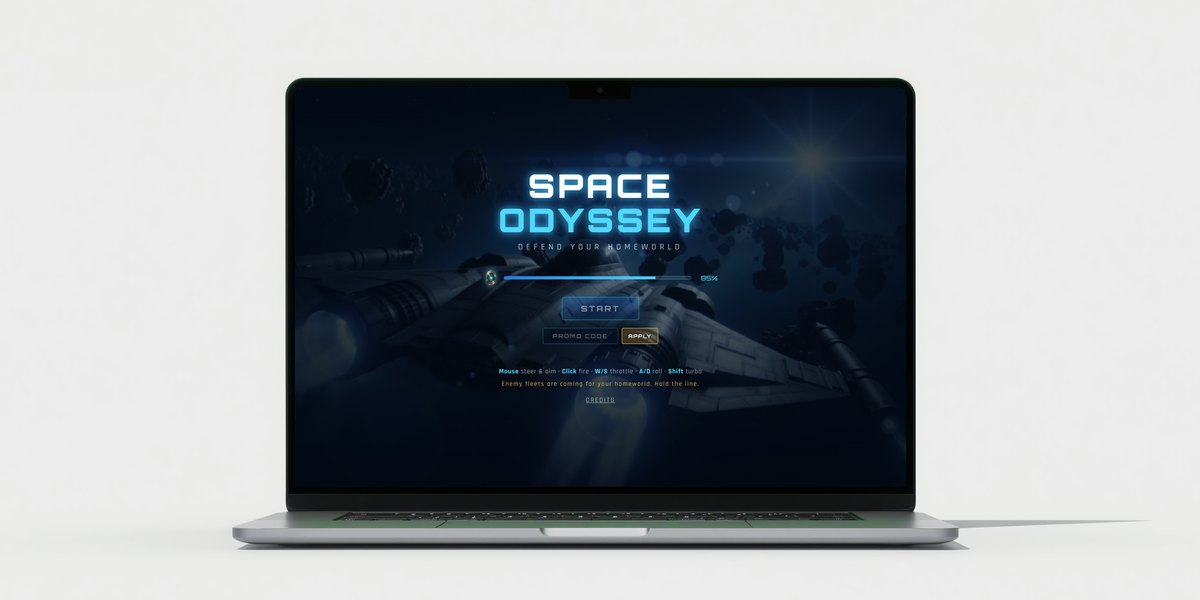 SPACE
ODYSSEY
DEFEND YOUR HOMEWORLD
85%
START
PROMO CODE APPLY
Mouse steer & aim · Click fire · W/S throttle · A/D roll · Shift turbo
Enemy fleets are coming for your homeworld. Hold the line.
CREDITS